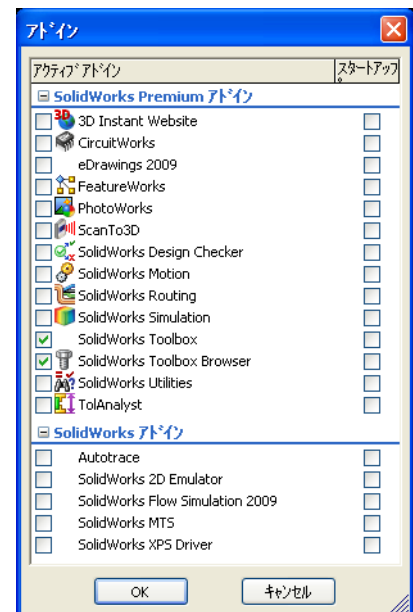 アドイン
アクティブ アドイン スタートアップ
SolidWorks Premium アドイン
3D Instant Website
CircuitWorks
eDrawings 2009
FeatureWorks
PhotoWorks
ScanTo3D
SolidWorks Design Checker
SolidWorks Motion
SolidWorks Routing
SolidWorks Simulation
SolidWorks Toolbox
SolidWorks Toolbox Browser
SolidWorks Utilities
TolAnalyst
SolidWorks アドイン
Autotrace
SolidWorks 2D Emulator
SolidWorks Flow Simulation 2009
SolidWorks MTS
SolidWorks XPS Driver
OK キャンセル